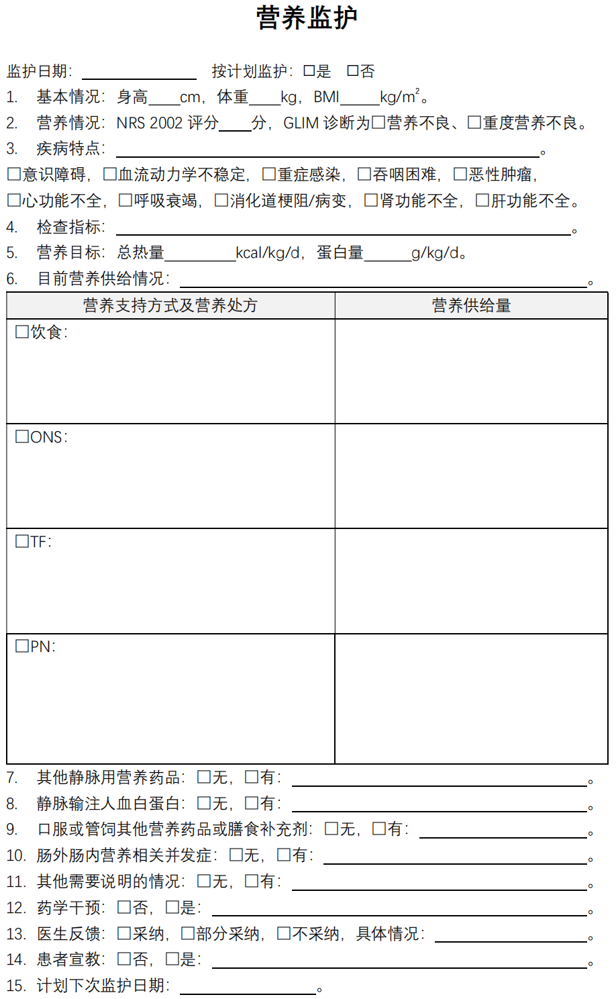 营养监护
监护日期：____________ 按计划监护：□是 □否
1. 基本情况：身高____cm，体重____kg，BMI_____kg/m²。
2. 营养情况：NRS 2002 评分____分，GLIM 诊断为□营养不良、□重度营养不良。
3. 疾病特点：____________________。
□意识障碍，□血流动力学不稳定，□重症感染，□吞咽困难，□恶性肿瘤，
□心功能不全，□呼吸衰竭，□消化道梗阻/病变，□肾功能不全，□肝功能不全。
4. 检查指标：____________________。
5. 营养目标：总热量_________kcal/kg/d，蛋白量______g/kg/d。
6. 目前营养供给情况：____________________。
营养支持方式及营养处方 营养供给量
□饮食：
□ONS：
□TF：
□PN：
7. 其他静脉用营养药品：□无，□有：____________________。
8. 静脉输注人血白蛋白：□无，□有：____________________。
9. 口服或管饲其他营养药品或膳食补充剂：□无，□有：____________________。
10. 肠外肠内营养相关并发症：□无，□有：____________________。
11. 其他需要说明的情况：□无，□有：____________________。
12. 药学干预：□否，□是：____________________。
13. 医生反馈：□采纳，□部分采纳，□不采纳，具体情况：____________________。
14. 患者宣教：□否，□是：____________________。
15. 计划下次监护日期：_______________。